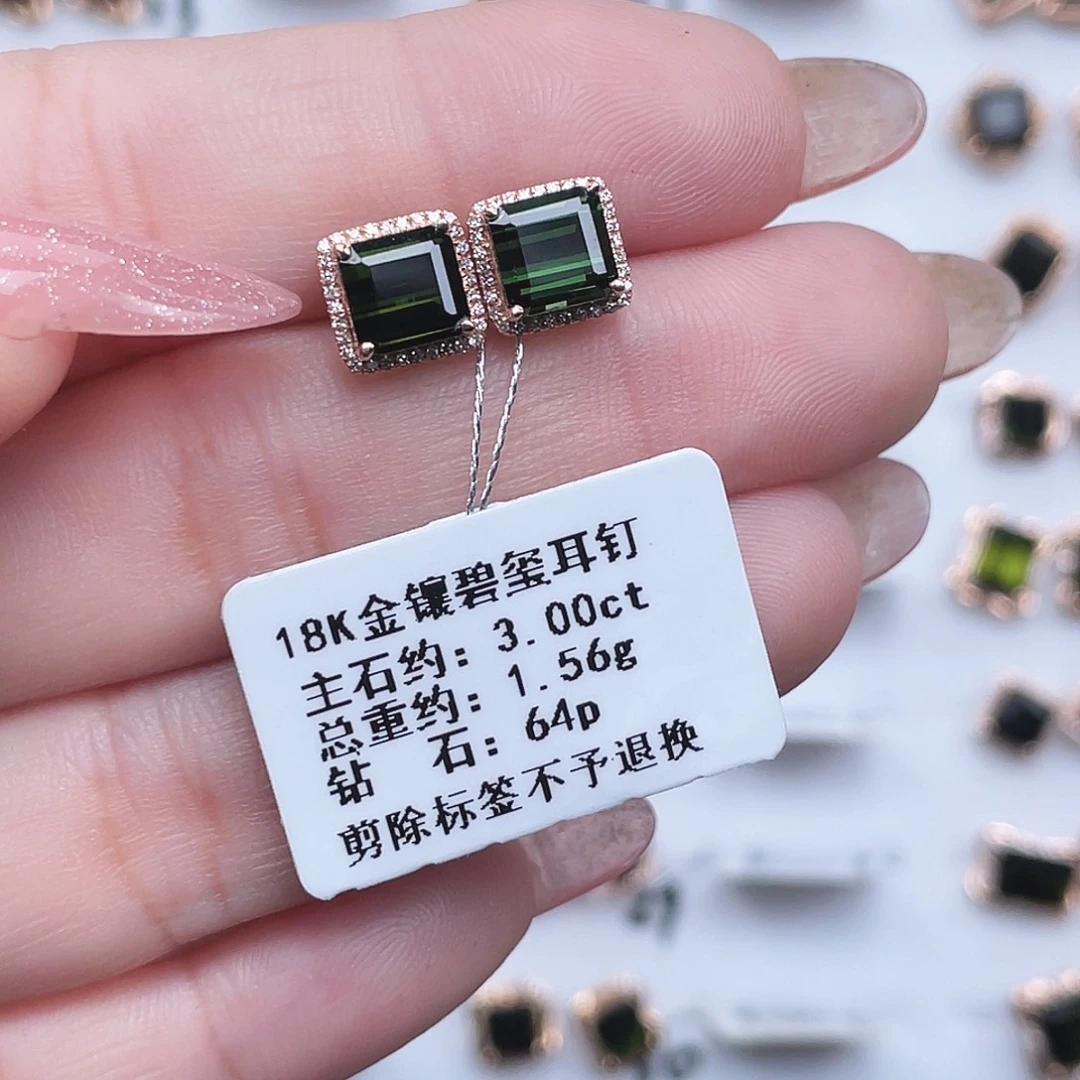 18K金镶碧玺耳钉
主石约: 3.00ct
总重约: 1.56g
钻 石: 64p
剪除标签不予退换